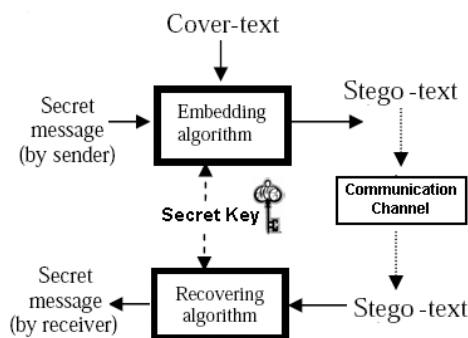 Cover-text
Secret
message
(by sender)
Embedding
algorithm
Stego -text
Communication
Channel
Secret Key
Secret
message
(by receiver)
Recovering
algorithm
Stego -text